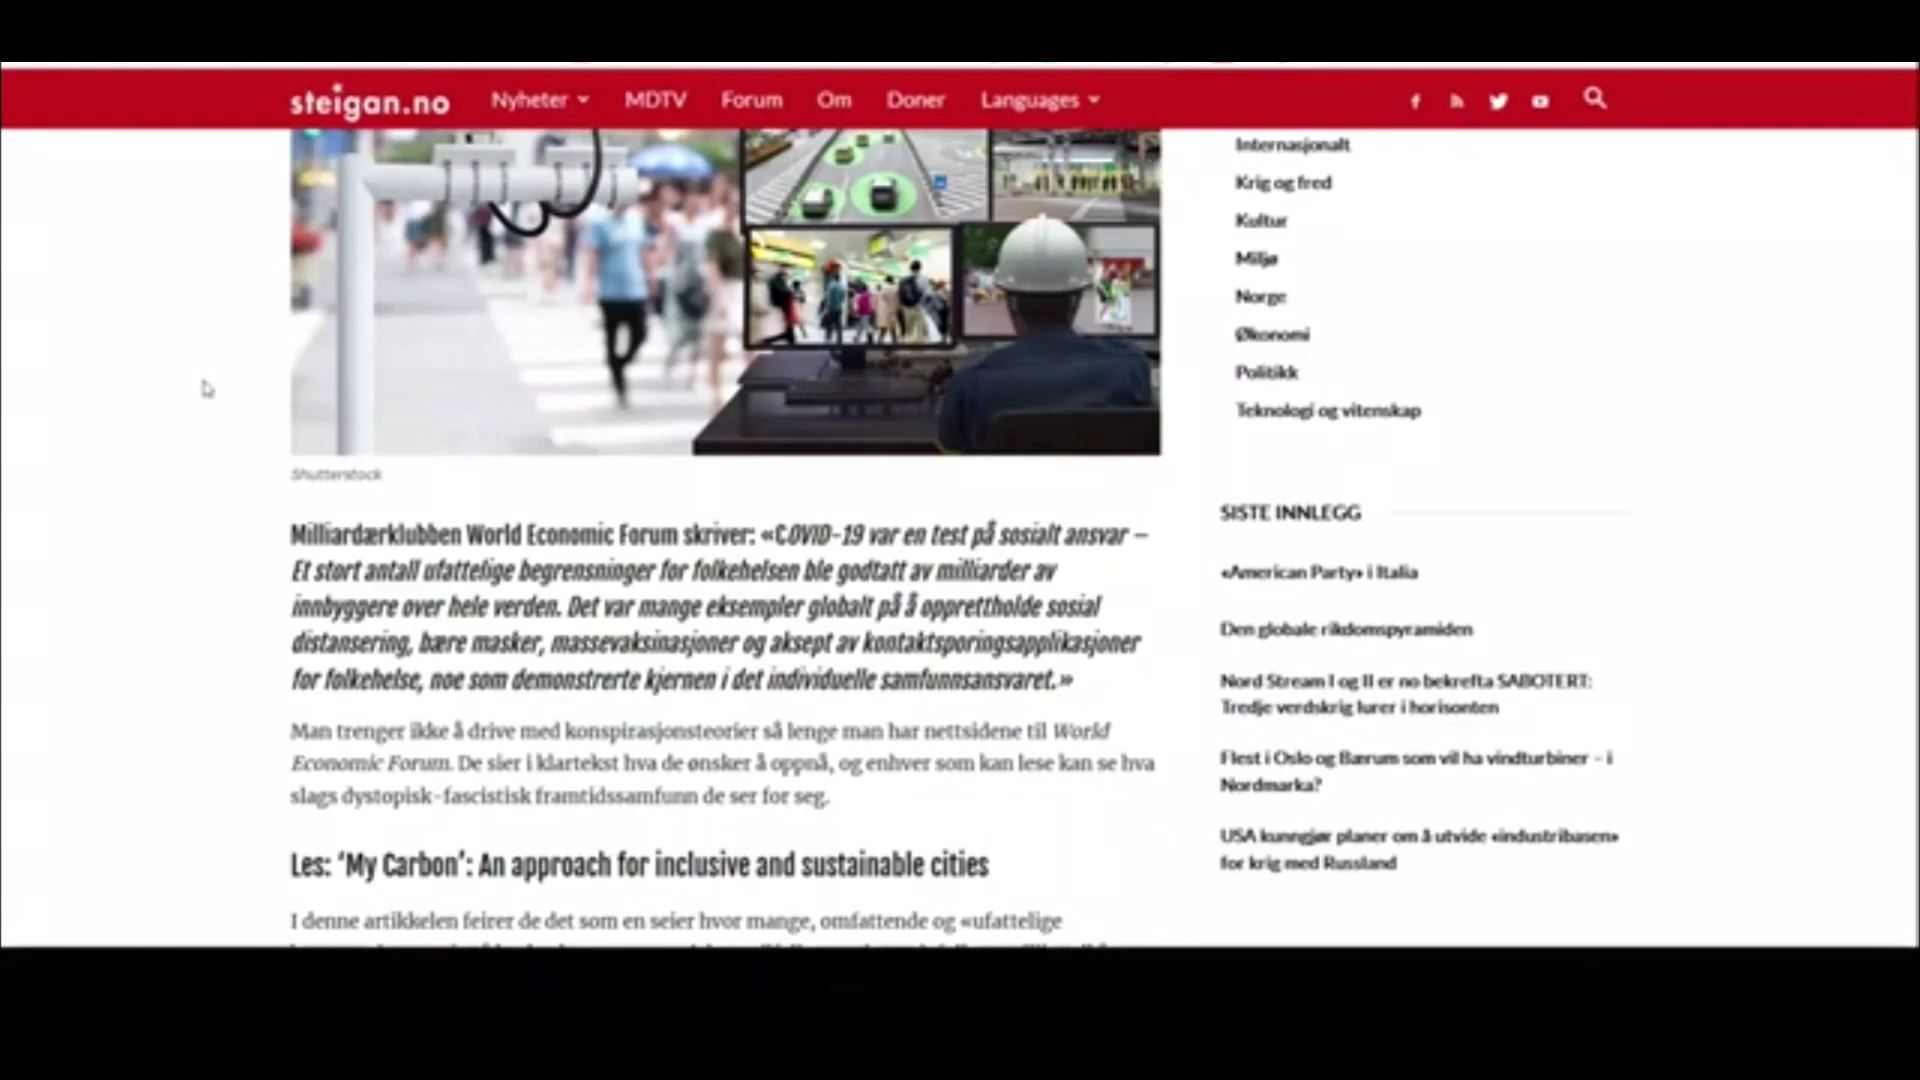 steigan.no Nyheter MDTV Forum Om Doner Languages
Shutterstock
Milliardærklubben World Economic Forum skriver: «COVID-19 var en test på sosialt ansvar –
Et stort antall ufattelige begrensninger for folkehelsen ble godtatt av milliarder av
innbyggere over hele verden. Det var mange eksempler globalt på å opprettholde sosial
distansering, bære masker, massevaksinasjoner og aksept av kontaktsporingsapplikasjoner
for folkehelse, noe som demonstrerte kjernen i det individuelle samfunnsansvaret.»
Man trenger ikke å drive med konspirasjonsteorier så lenge man har nettsidene til World
Economic Forum. De sier i klartekst hva de ønsker å oppnå, og enhver som kan lese kan se hva
slags dystopisk-fascistisk framtidssamfunn de ser for seg.
Les: ‘My Carbon’: An approach for inclusive and sustainable cities
I denne artikkelen feirer de det som en seier hvor mange, omfattende og «ufattelige
Internasjonalt
Krig og fred
Kultur
Miljø
Norge
Økonomi
Politikk
Teknologi og vitenskap
SISTE INNLEGG
«American Party» i Italia
Den globale rikdomspyramiden
Nord Stream I og II er no bekrefta SABOTERT:
Tredje verdskrig lurer i horisonten
Flest i Oslo og Bærum som vil ha vindturbiner – i
Nordmarka?
USA kunngjør planer om å utvide «industribasen»
for krig med Russland